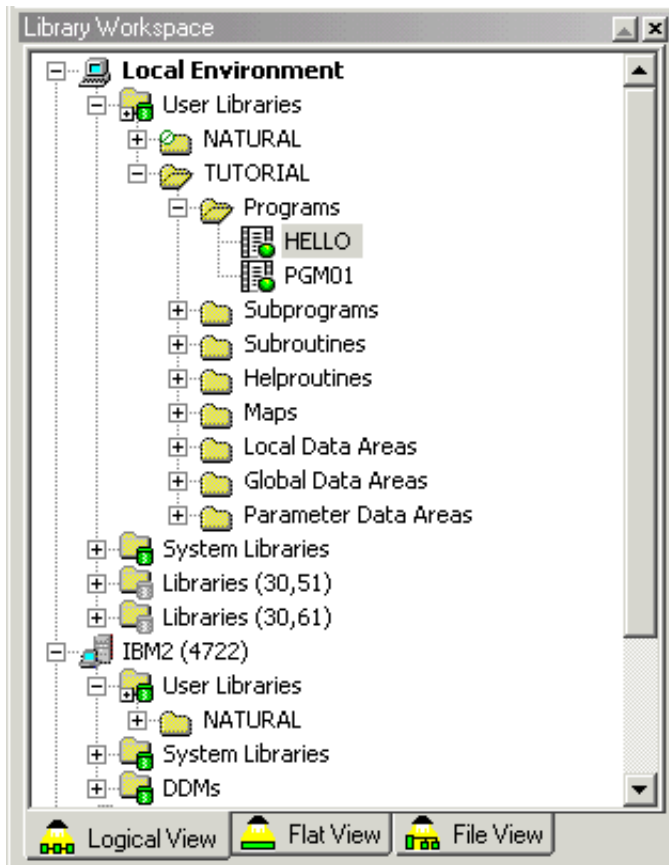 Library Workspace
Local Environment
User Libraries
NATURAL
TUTORIAL
Programs
HELLO
PGM01
Subprograms
Subroutines
Helproutines
Maps
Local Data Areas
Global Data Areas
Parameter Data Areas
System Libraries
Libraries (30,51)
Libraries (30,61)
IBM2 (4722)
User Libraries
NATURAL
System Libraries
DDMs
Logical View Flat View File View